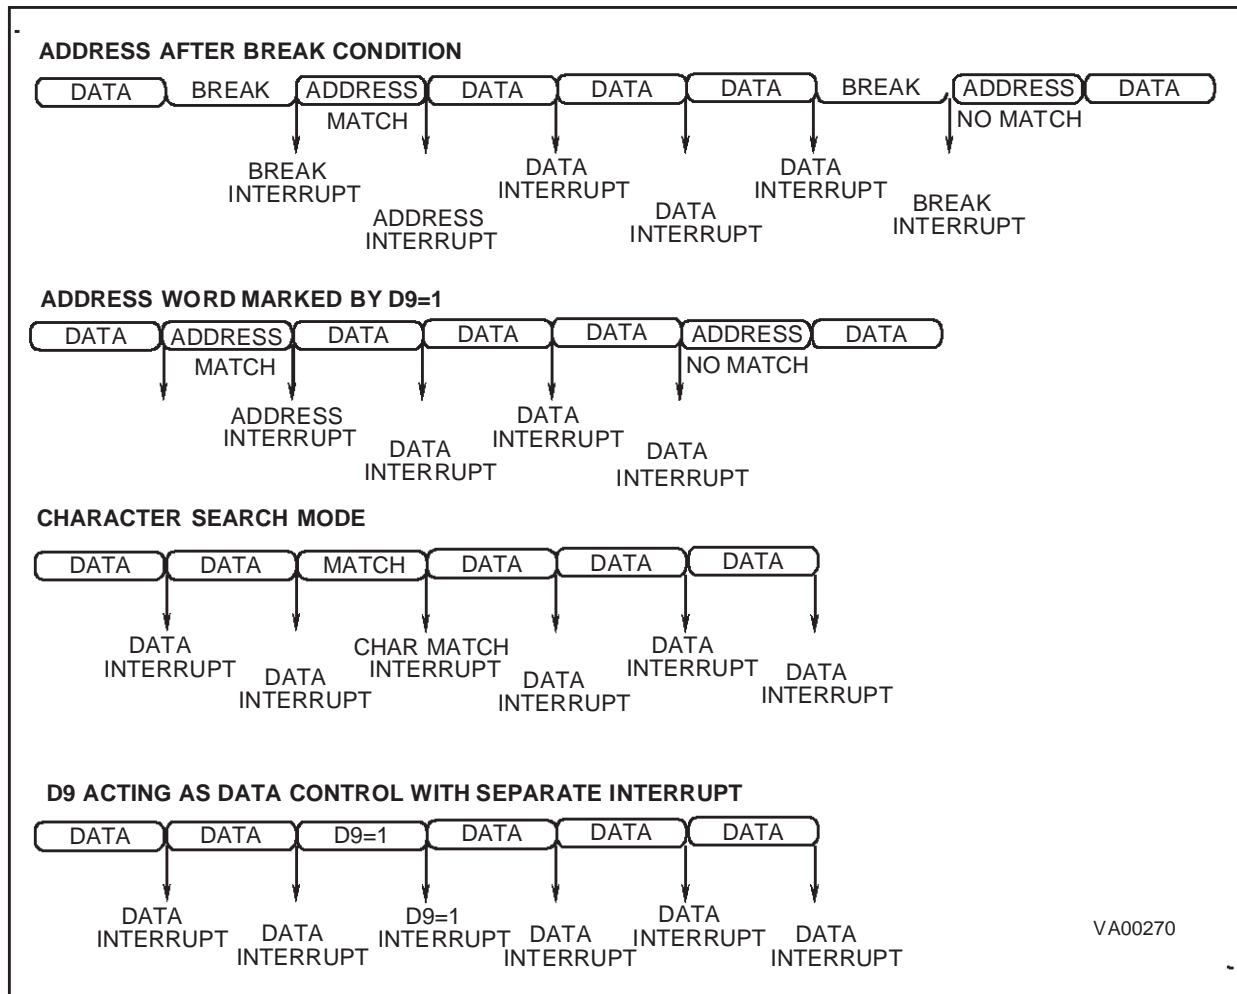 ADDRESS AFTER BREAK CONDITION
DATA BREAK ADDRESS DATA DATA DATA BREAK ADDRESS DATA
MATCH NO MATCH
BREAK
INTERRUPT
ADDRESS
INTERRUPT
DATA
INTERRUPT
DATA
INTERRUPT
DATA
INTERRUPT
BREAK
INTERRUPT
ADDRESS WORD MARKED BY D9=1
DATA ADDRESS DATA DATA DATA ADDRESS DATA
MATCH NO MATCH
ADDRESS
INTERRUPT
DATA
INTERRUPT
DATA
INTERRUPT
DATA
INTERRUPT
CHARACTER SEARCH MODE
DATA DATA MATCH DATA DATA DATA
DATA
INTERRUPT
DATA
INTERRUPT
CHAR MATCH
INTERRUPT
DATA
INTERRUPT
DATA
INTERRUPT
DATA
INTERRUPT
D9 ACTING AS DATA CONTROL WITH SEPARATE INTERRUPT
DATA DATA D9=1 DATA DATA DATA
DATA
INTERRUPT
DATA
INTERRUPT
D9=1
INTERRUPT
DATA
INTERRUPT
DATA
INTERRUPT
DATA
INTERRUPT
VA00270